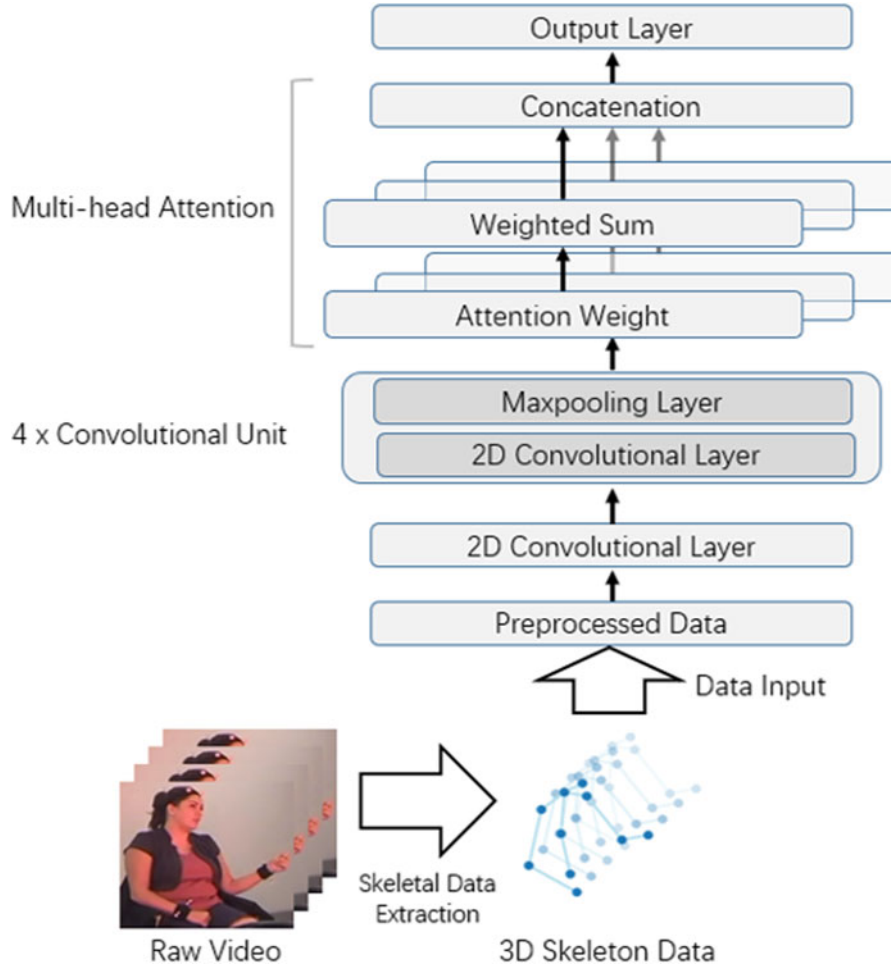 Output Layer
Concatenation
Multi-head Attention
Weighted Sum
Attention Weight
Maxpooling Layer
4 x Convolutional Unit
2D Convolutional Layer
2D Convolutional Layer
Preprocessed Data
Data Input
Skeletal Data
Extraction
Raw Video
3D Skeleton Data